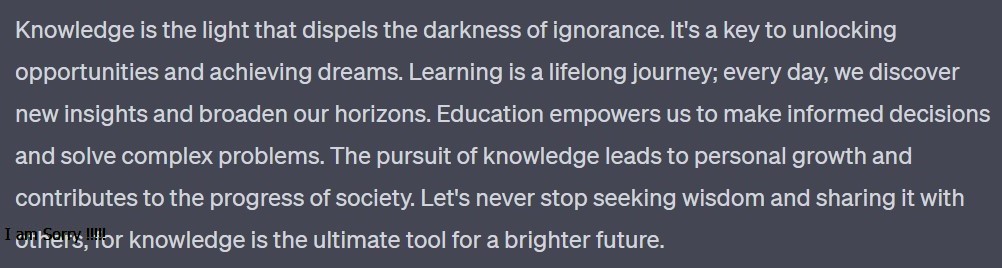 Knowledge is the light that dispels the darkness of ignorance. It's a key to unlocking
opportunities and achieving dreams. Learning is a lifelong journey; every day, we discover
new insights and broaden our horizons. Education empowers us to make informed decisions
and solve complex problems. The pursuit of knowledge leads to personal growth and
contributes to the progress of society. Let's never stop seeking wisdom and sharing it with
I am Sorry !!!!!
others, for knowledge is the ultimate tool for a brighter future.